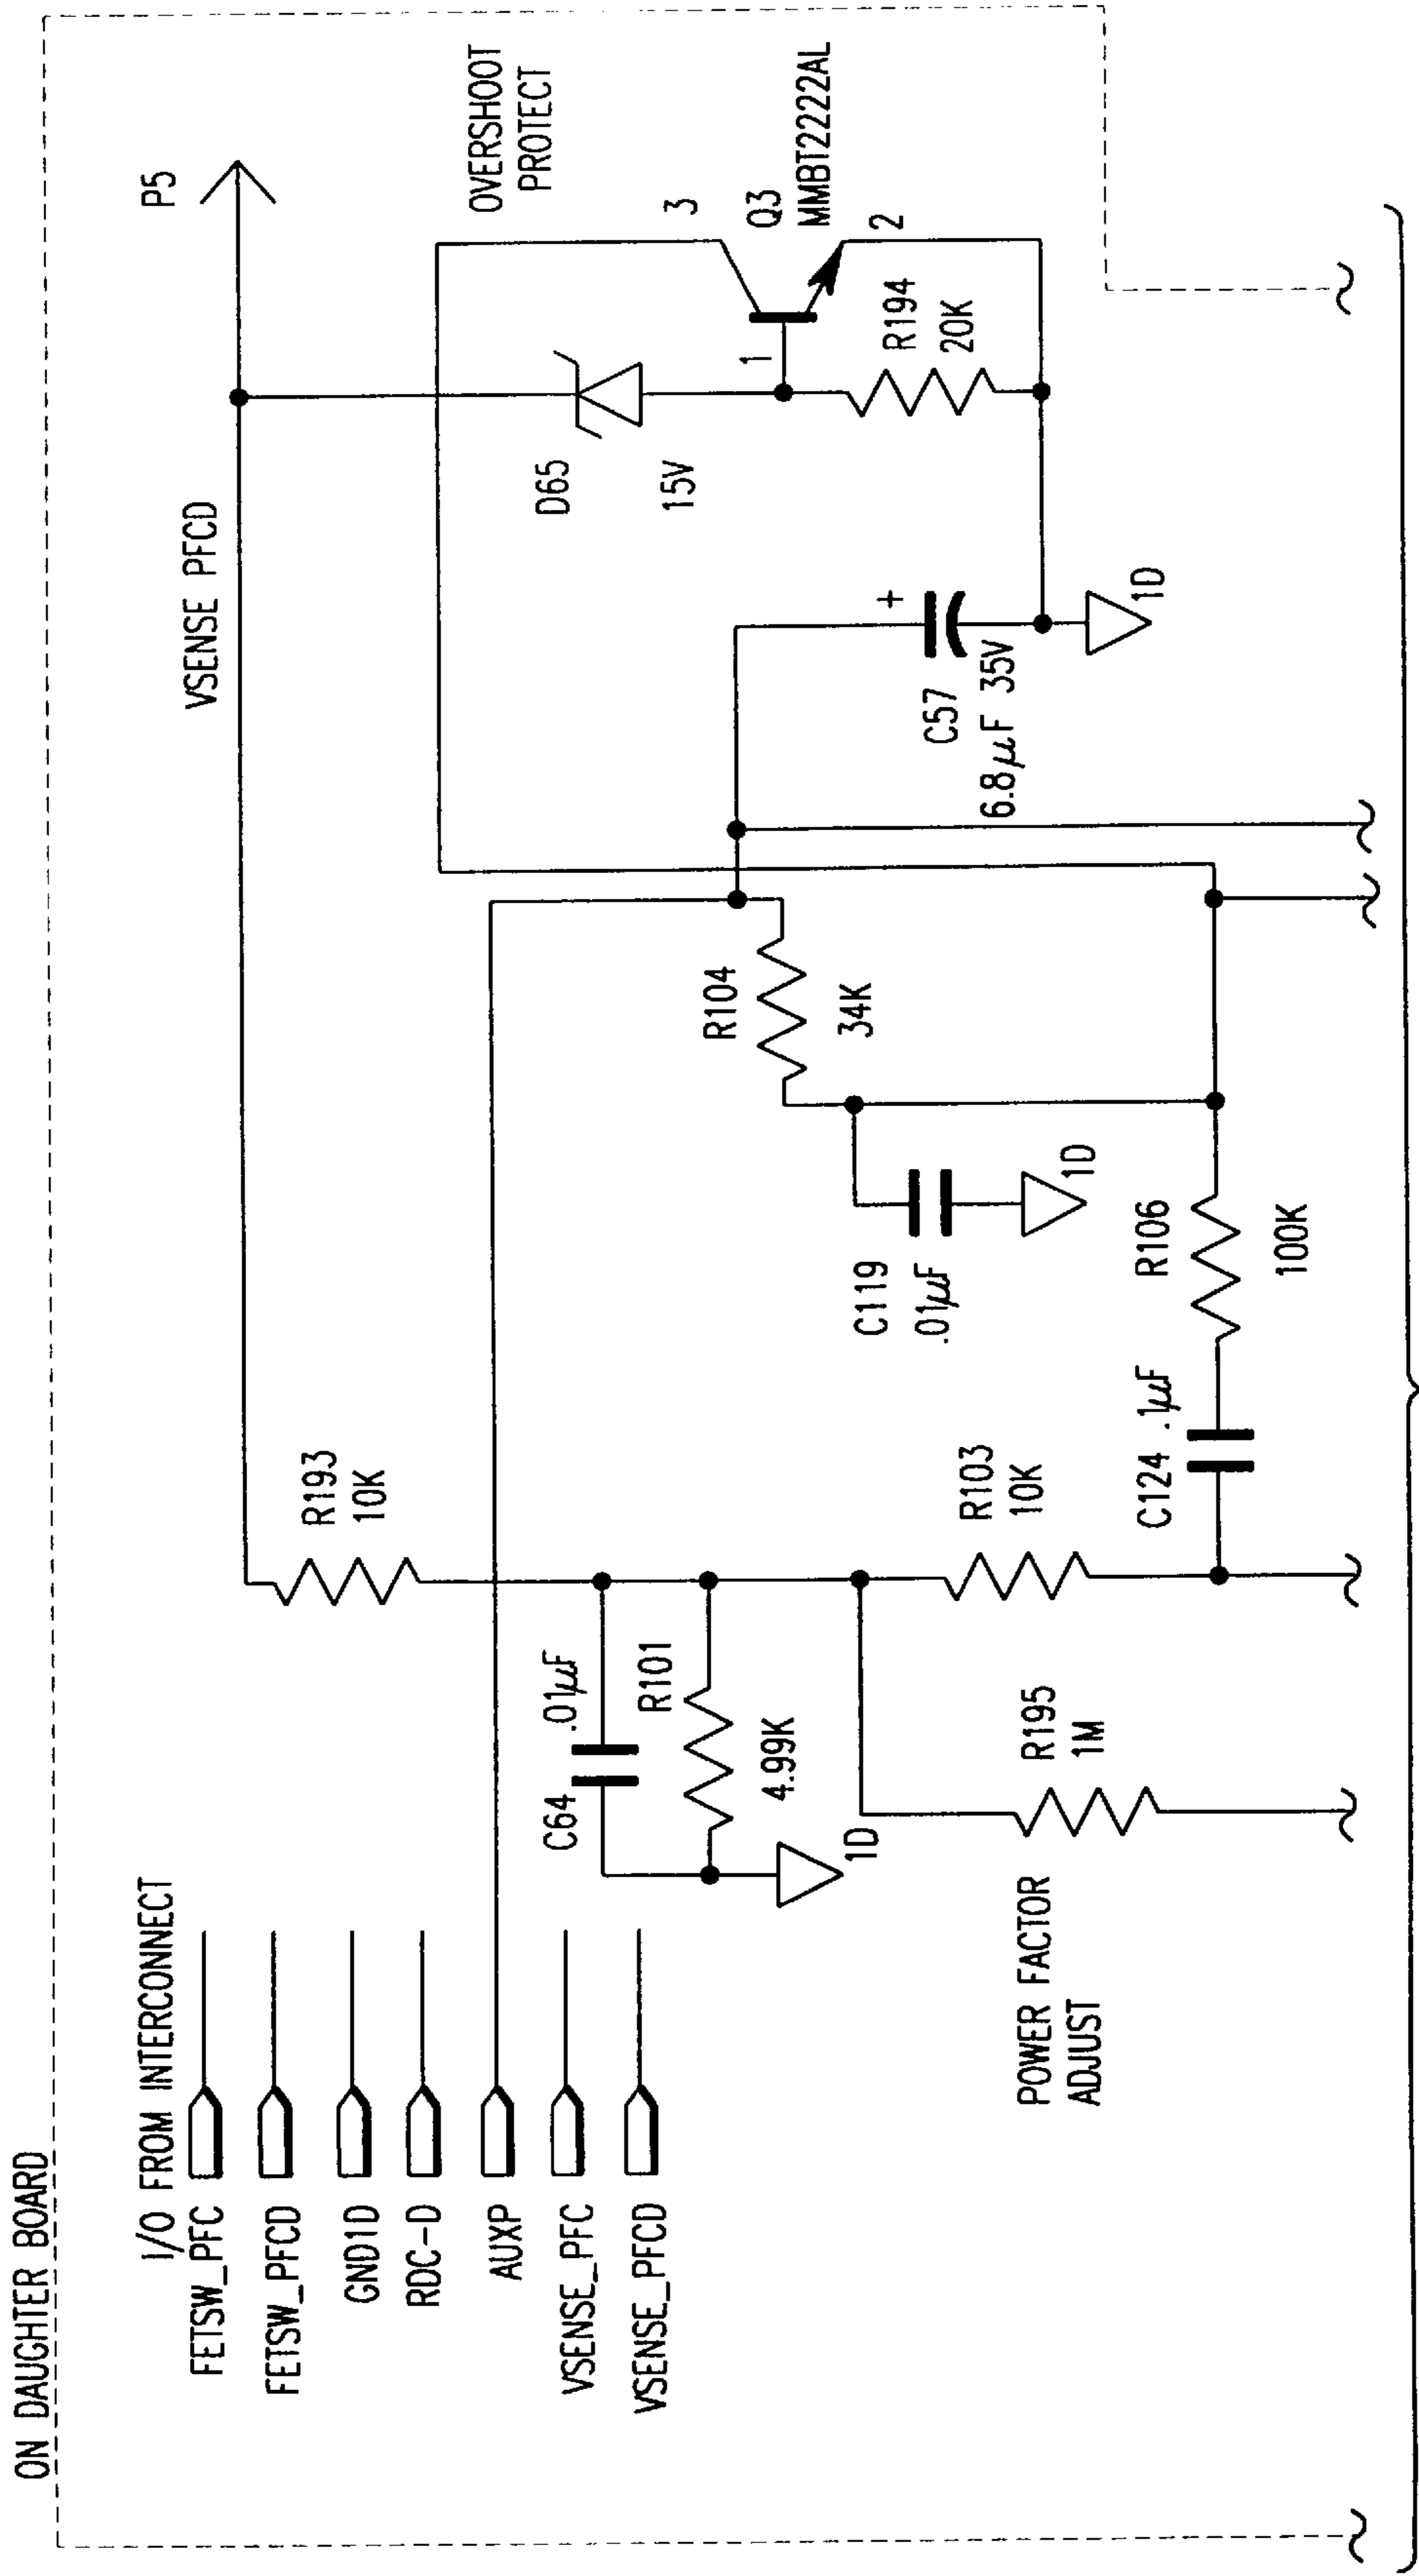 ON DAUGHTER BOARD
I/O FROM INTERCONNECT
FETSW_PFC
FETSW_PFCD
GND1D
RDC-D
AUXP
VSENSE_PFC
VSENSE_PFCD
VSENSE PFCD
P5
R193
10K
C64
.01µF
R101
4.99K
1D
R195
1M
POWER FACTOR
ADJUST
R103
10K
C124
.1µF
R106
100K
C119
.01µF
1D
R104
34K
C57
6.8µF 35V
+
1D
D65
15V
1
R194
20K
3
Q3
MMBT2222AL
2
OVERSHOOT
PROTECT